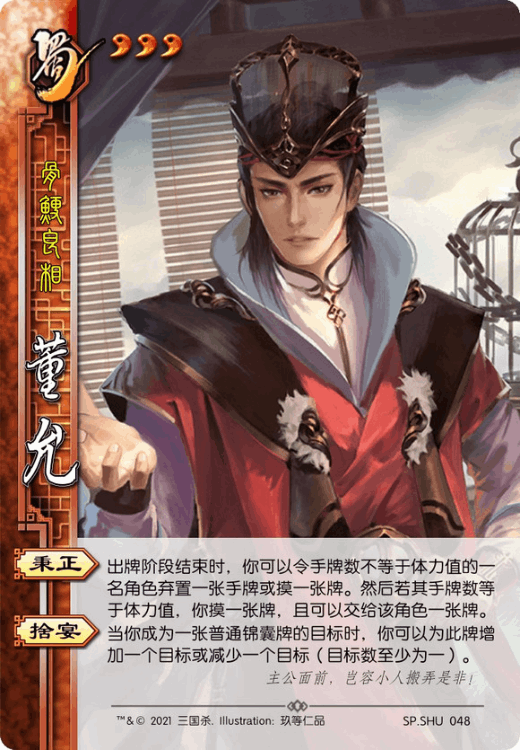 蜀
骨鲠良相
董允
秉正
出牌阶段结束时，你可以令手牌数不等于体力值的一
名角色弃置一张手牌或摸一张牌。然后若其手牌数等
于体力值，你摸一张牌，且可以交给该角色一张牌。
捨宴
当你成为一张普通锦囊牌的目标时，你可以为此牌增
加一个目标或减少一个目标（目标数至少为一）。
主公面前，岂容小人搬弄是非！
™&© 2021 三国杀. Illustration: 玖等仁品
SP.SHU 048